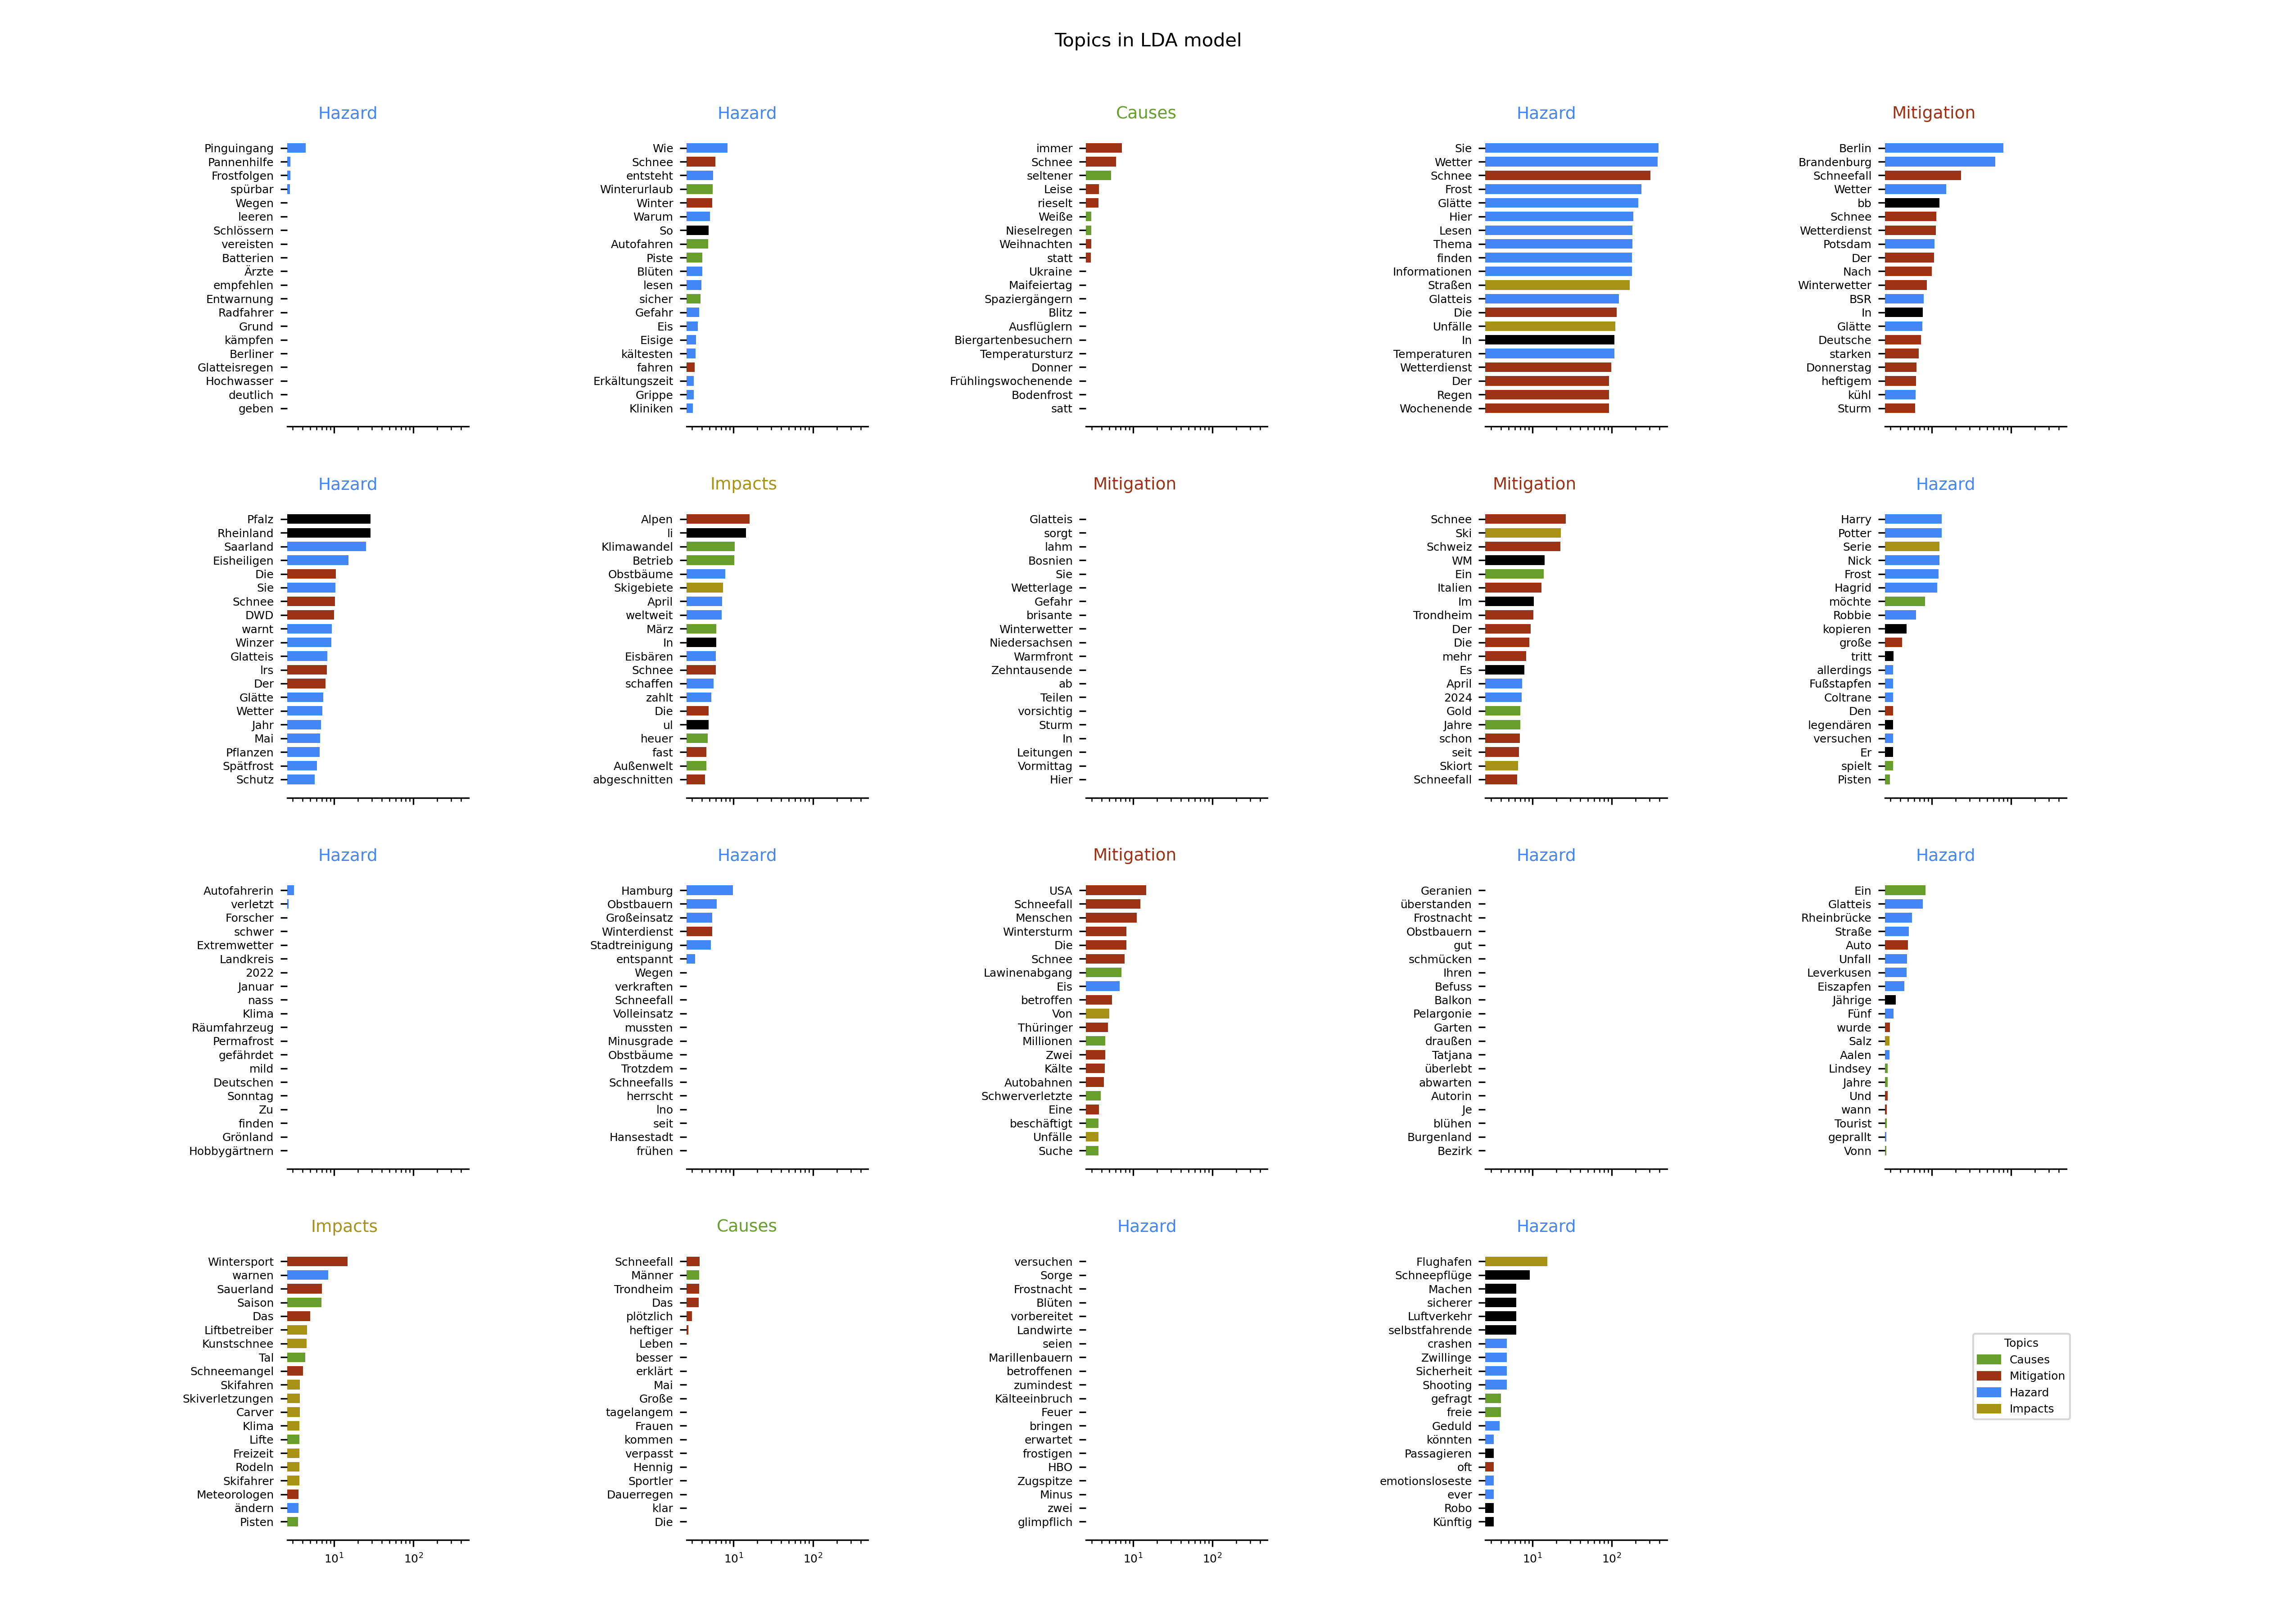 Topics in LDA model
Hazard
Pinguingang
Pannenhilfe
Frostfolgen
spürbar
Wegen
leeren
Schlössern
vereisten
Batterien
Ärzte
empfehlen
Entwarnung
Radfahrer
Grund
kämpfen
Berliner
Glatteisregen
Hochwasser
deutlich
geben
Hazard
Wie
Schnee
entsteht
Winterurlaub
Winter
Warum
So
Autofahren
Piste
Blüten
lesen
sicher
Gefahr
Eis
Eisige
kältesten
fahren
Erkältungszeit
Grippe
Kliniken
Causes
immer
Schnee
seltener
Leise
rieselt
Weiße
Nieselregen
Weihnachten
statt
Ukraine
Maifeiertag
Spaziergängern
Blitz
Ausflüglern
Biergartenbesuchern
Temperatursturz
Donner
Frühlingswochenende
Bodenfrost
satt
Hazard
Sie
Wetter
Schnee
Frost
Glätte
Hier
Lesen
Thema
finden
Informationen
Straßen
Glatteis
Die
Unfälle
In
Temperaturen
Wetterdienst
Der
Regen
Wochenende
Mitigation
Berlin
Brandenburg
Schneefall
Wetter
bb
Schnee
Wetterdienst
Potsdam
Der
Nach
Winterwetter
BSR
In
Glätte
Deutsche
starken
Donnerstag
heftigem
kühl
Sturm
Hazard
Pfalz
Rheinland
Saarland
Eisheiligen
Die
Sie
Schnee
DWD
warnt
Winzer
Glatteis
lrs
Der
Glätte
Wetter
Jahr
Mai
Pflanzen
Spätfrost
Schutz
Impacts
Alpen
li
Klimawandel
Betrieb
Obstbäume
Skigebiete
April
weltweit
März
In
Eisbären
Schnee
schaffen
zahlt
Die
ul
heuer
fast
Außenwelt
abgeschnitten
Mitigation
Glatteis
sorgt
lahm
Bosnien
Sie
Wetterlage
Gefahr
brisante
Winterwetter
Niedersachsen
Warmfront
Zehntausende
ab
Teilen
vorsichtig
Sturm
In
Leitungen
Vormittag
Hier
Mitigation
Schnee
Ski
Schweiz
WM
Ein
Italien
Im
Trondheim
Der
Die
mehr
Es
April
2024
Gold
Jahre
schon
seit
Skiort
Schneefall
Hazard
Harry
Potter
Serie
Nick
Frost
Hagrid
möchte
Robbie
kopieren
große
tritt
allerdings
Fußstapfen
Coltrane
Den
legendären
versuchen
Er
spielt
Pisten
Hazard
Autofahrerin
verletzt
Forscher
schwer
Extremwetter
Landkreis
2022
Januar
nass
Klima
Räumfahrzeug
Permafrost
gefährdet
mild
Deutschen
Sonntag
Zu
finden
Grönland
Hobbygärtnern
Hazard
Hamburg
Obstbauern
Großeinsatz
Winterdienst
Stadtreinigung
entspannt
Wegen
verkraften
Schneefall
Volleinsatz
mussten
Minusgrade
Obstbäume
Trotzdem
Schneefalls
herrscht
lno
seit
Hansestadt
frühen
Mitigation
USA
Schneefall
Menschen
Wintersturm
Die
Schnee
Lawinenabgang
Eis
betroffen
Von
Thüringer
Millionen
Zwei
Kälte
Autobahnen
Schwerverletzte
Eine
beschäftigt
Unfälle
Suche
Hazard
Geranien
überstanden
Frostnacht
Obstbauern
gut
schmücken
Ihren
Befuss
Balkon
Pelargonie
Garten
draußen
Tatjana
überlebt
abwarten
Autorin
Je
blühen
Burgenland
Bezirk
Hazard
Ein
Glatteis
Rheinbrücke
Straße
Auto
Unfall
Leverkusen
Eiszapfen
Jährige
Fünf
wurde
Salz
Aalen
Lindsey
Jahre
Und
wann
Tourist
geprallt
Vonn
Impacts
Wintersport
warnen
Sauerland
Saison
Das
Liftbetreiber
Kunstschnee
Tal
Schneemangel
Skifahren
Skiverletzungen
Carver
Klima
Lifte
Freizeit
Rodeln
Skifahrer
Meteorologen
ändern
Pisten
10¹ 10²
Causes
Schneefall
Männer
Trondheim
Das
plötzlich
heftiger
Leben
besser
erklärt
Mai
Große
tagelangem
Frauen
kommen
verpasst
Hennig
Sportler
Dauerregen
klar
Die
10¹ 10²
Hazard
versuchen
Sorge
Frostnacht
Blüten
vorbereitet
Landwirte
seien
Marillenbauern
betroffenen
zumindest
Kälteeinbruch
Feuer
bringen
erwartet
frostigen
HBO
Zugspitze
Minus
zwei
glimpflich
10¹ 10²
Hazard
Flughafen
Schneepflüge
Machen
sicherer
Luftverkehr
selbstfahrende
crashen
Zwillinge
Sicherheit
Shooting
gefragt
freie
Geduld
könnten
Passagieren
oft
emotionsloseste
ever
Robo
Künftig
10¹ 10²
Topics
Causes
Mitigation
Hazard
Impacts